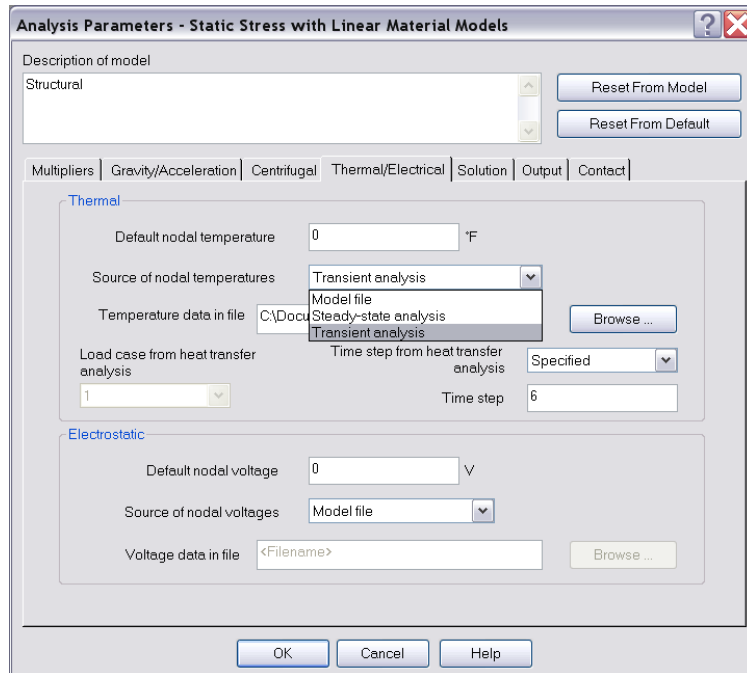 Analysis Parameters - Static Stress with Linear Material Models
Description of model
Structural
Reset From Model
Reset From Default
Multipliers Gravity/Acceleration Centrifugal Thermal/Electrical Solution Output Contact
Thermal
Default nodal temperature 0 °F
Source of nodal temperatures Transient analysis
Model file
Temperature data in file C:\Docu Steady-state analysis Browse ...
Transient analysis
Load case from heat transfer analysis
1
Time step from heat transfer analysis
Specified
Time step 6
Electrostatic
Default nodal voltage 0 V
Source of nodal voltages Model file
Voltage data in file <Filename> Browse ...
OK Cancel Help